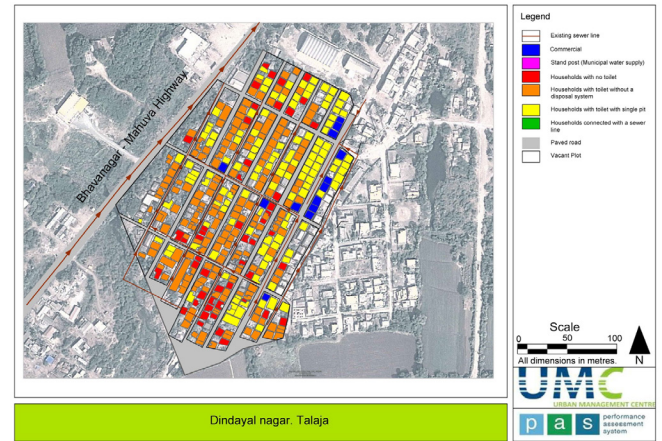 Bhavanagar - Mahuva Highway
Legend
Existing sewer line
Commercial
Stand post (Municipal water supply)
Households with no toilet
Households with toilet without a
disposal system
Households with toilet with single pit
Households connected with a sewer
line
Paved road
Vacant Plot
Scale
0 50 100
All dimensions in metres.
N
UMC
URBAN MANAGEMENT CENTRE
pas
performance
assessment
system
Dindayal nagar. Talaja